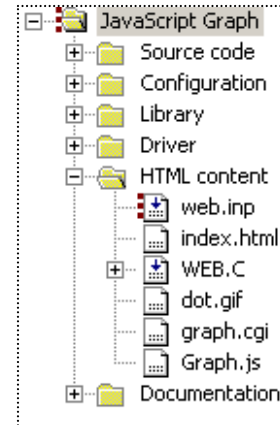 JavaScript Graph
Source code
Configuration
Library
Driver
HTML content
web.inp
index.html
WEB.C
dot.gif
graph.cgi
Graph.js
Documentation